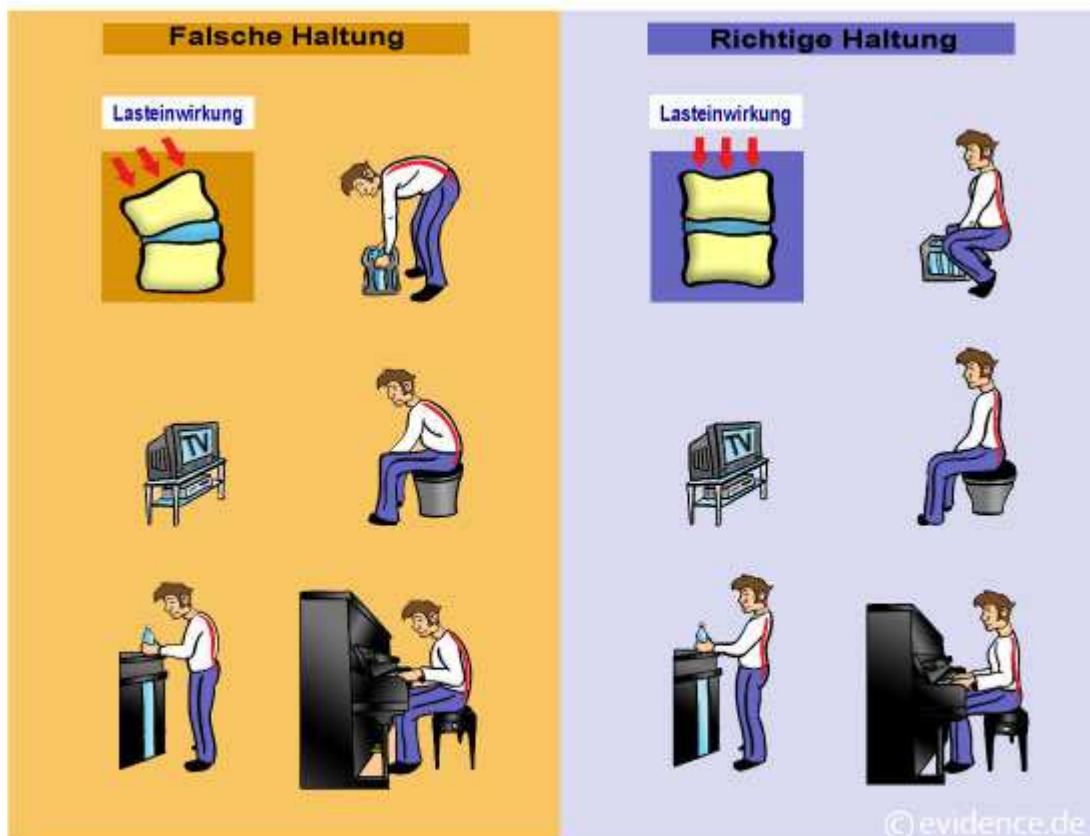 Falsche Haltung
Richtige Haltung
Lasteinwirkung
Lasteinwirkung
TV
TV
©evidence.de